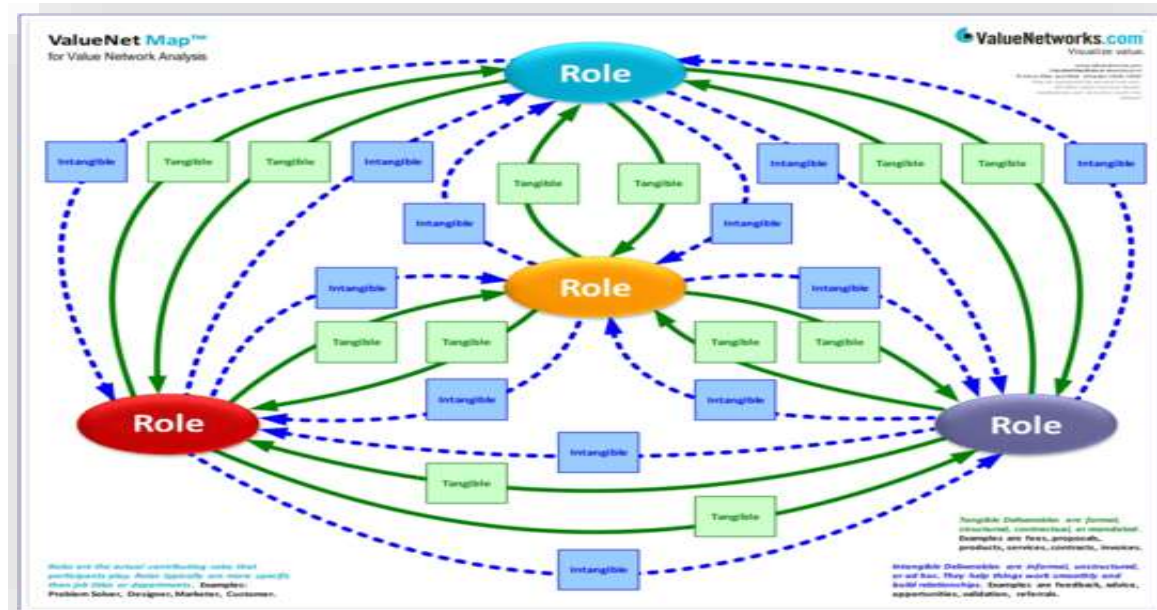 ValueNet Map™
for Value Network Analysis
ValueNetworks.com
Visualize value.
Role
Intangible
Tangible
Tangible
Intangible
Tangible
Tangible
Intangible
Tangible
Tangible
Intangible
Intangible
Intangible
Role
Intangible
Intangible
Tangible
Tangible
Tangible
Tangible
Intangible
Intangible
Role
Role
Intangible
Tangible
Tangible
Intangible
Tangible Deliverables are formal,
structured, contractual, or mandated.
Examples are fees, proposals,
products, services, contracts, invoices.
Roles are the actual contributing roles that
participants play. Roles typically are more specific
than job titles or departments. Examples:
Problem Solver, Designer, Marketer, Customer.
Intangible Deliverables are informal, unstructured,
or ad hoc. They help things work smoothly and
build relationships. Examples are feedback, advice,
opportunities, validation, referrals.